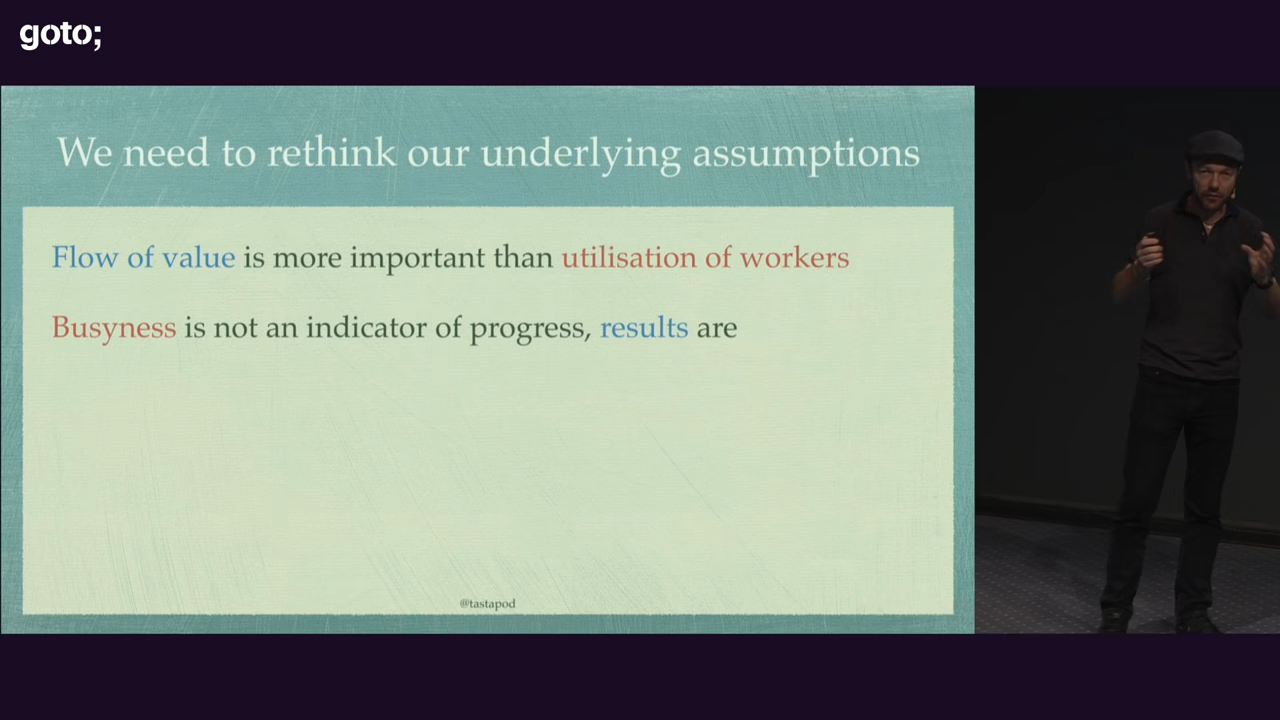 goto;
We need to rethink our underlying assumptions
Flow of value is more important than utilisation of workers
Busyness is not an indicator of progress, results are
@tastapod